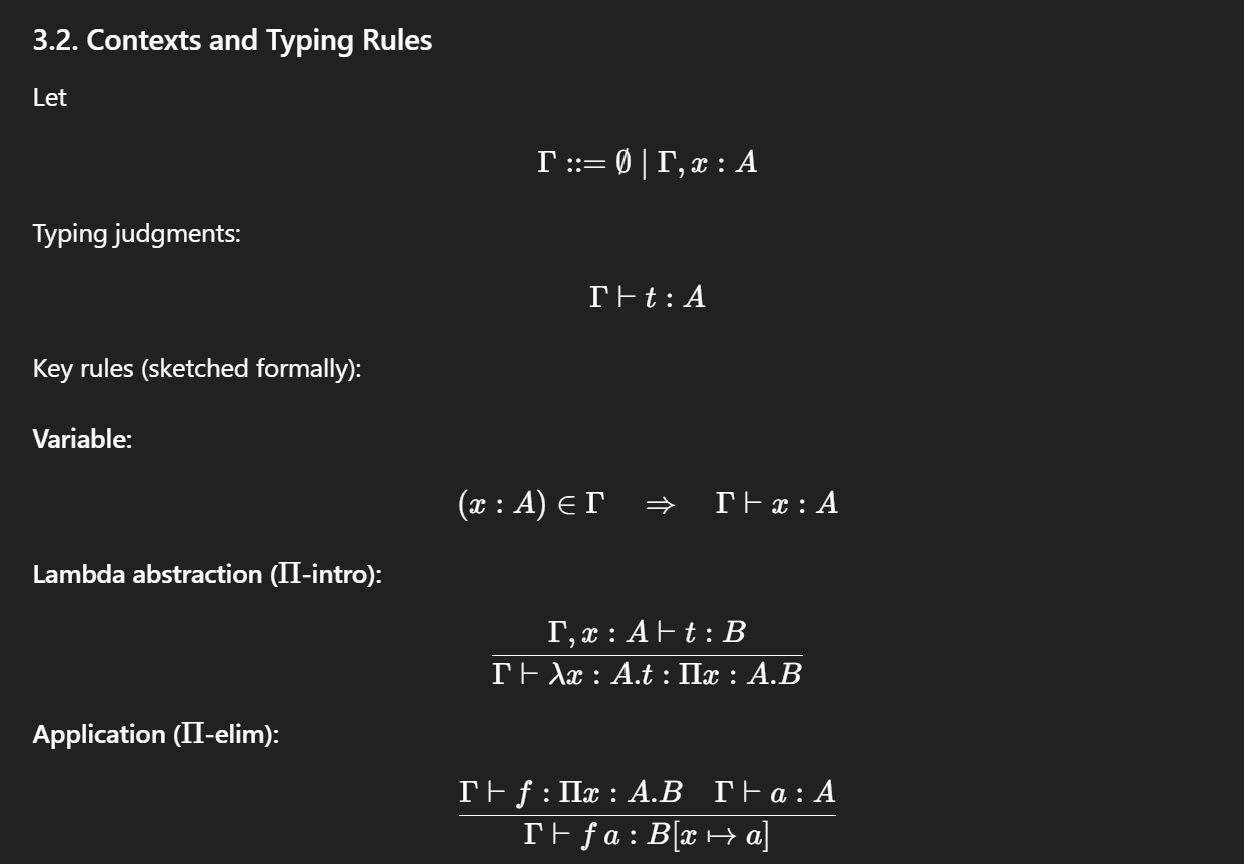 3.2. Contexts and Typing Rules
Let
Γ ::= ∅ | Γ, x : A
Typing judgments:
Γ ⊢ t : A
Key rules (sketched formally):
Variable:
(x : A) ∈ Γ ⇒ Γ ⊢ x : A
Lambda abstraction (Π-intro):
Γ, x : A ⊢ t : B
Γ ⊢ λx : A.t : Πx : A.B
Application (Π-elim):
Γ ⊢ f : Πx : A.B Γ ⊢ a : A
Γ ⊢ f a : B[x ↦ a]